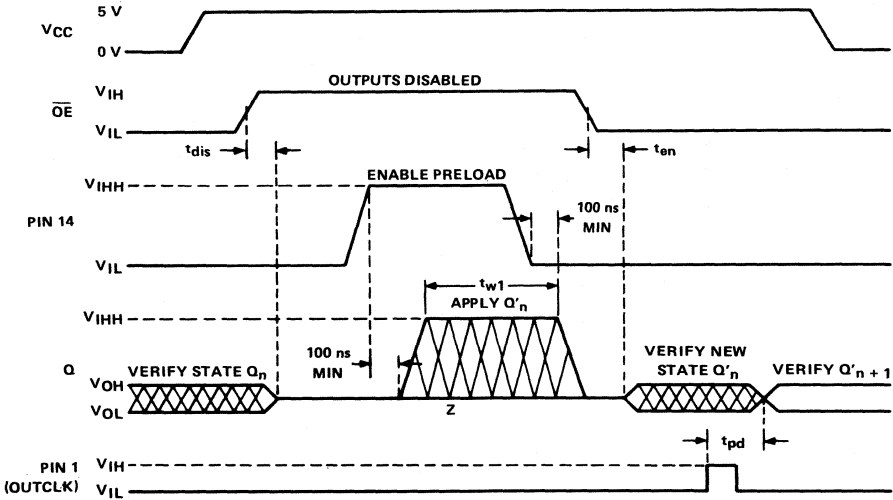 5 V
VCC
0 V
VIH
OUTPUTS DISABLED
OE
VIL
tdis
ten
VIHH
ENABLE PRELOAD
100 ns
MIN
PIN 14
VIL
tw1
APPLY Q'n
VIHH
100 ns
MIN
VERIFY NEW
STATE Q'n
Q
VERIFY STATE Qn
VERIFY Q'n + 1
VOH
VOL
Z
tpd
PIN 1
(OUTCLK)
VIH
VIL